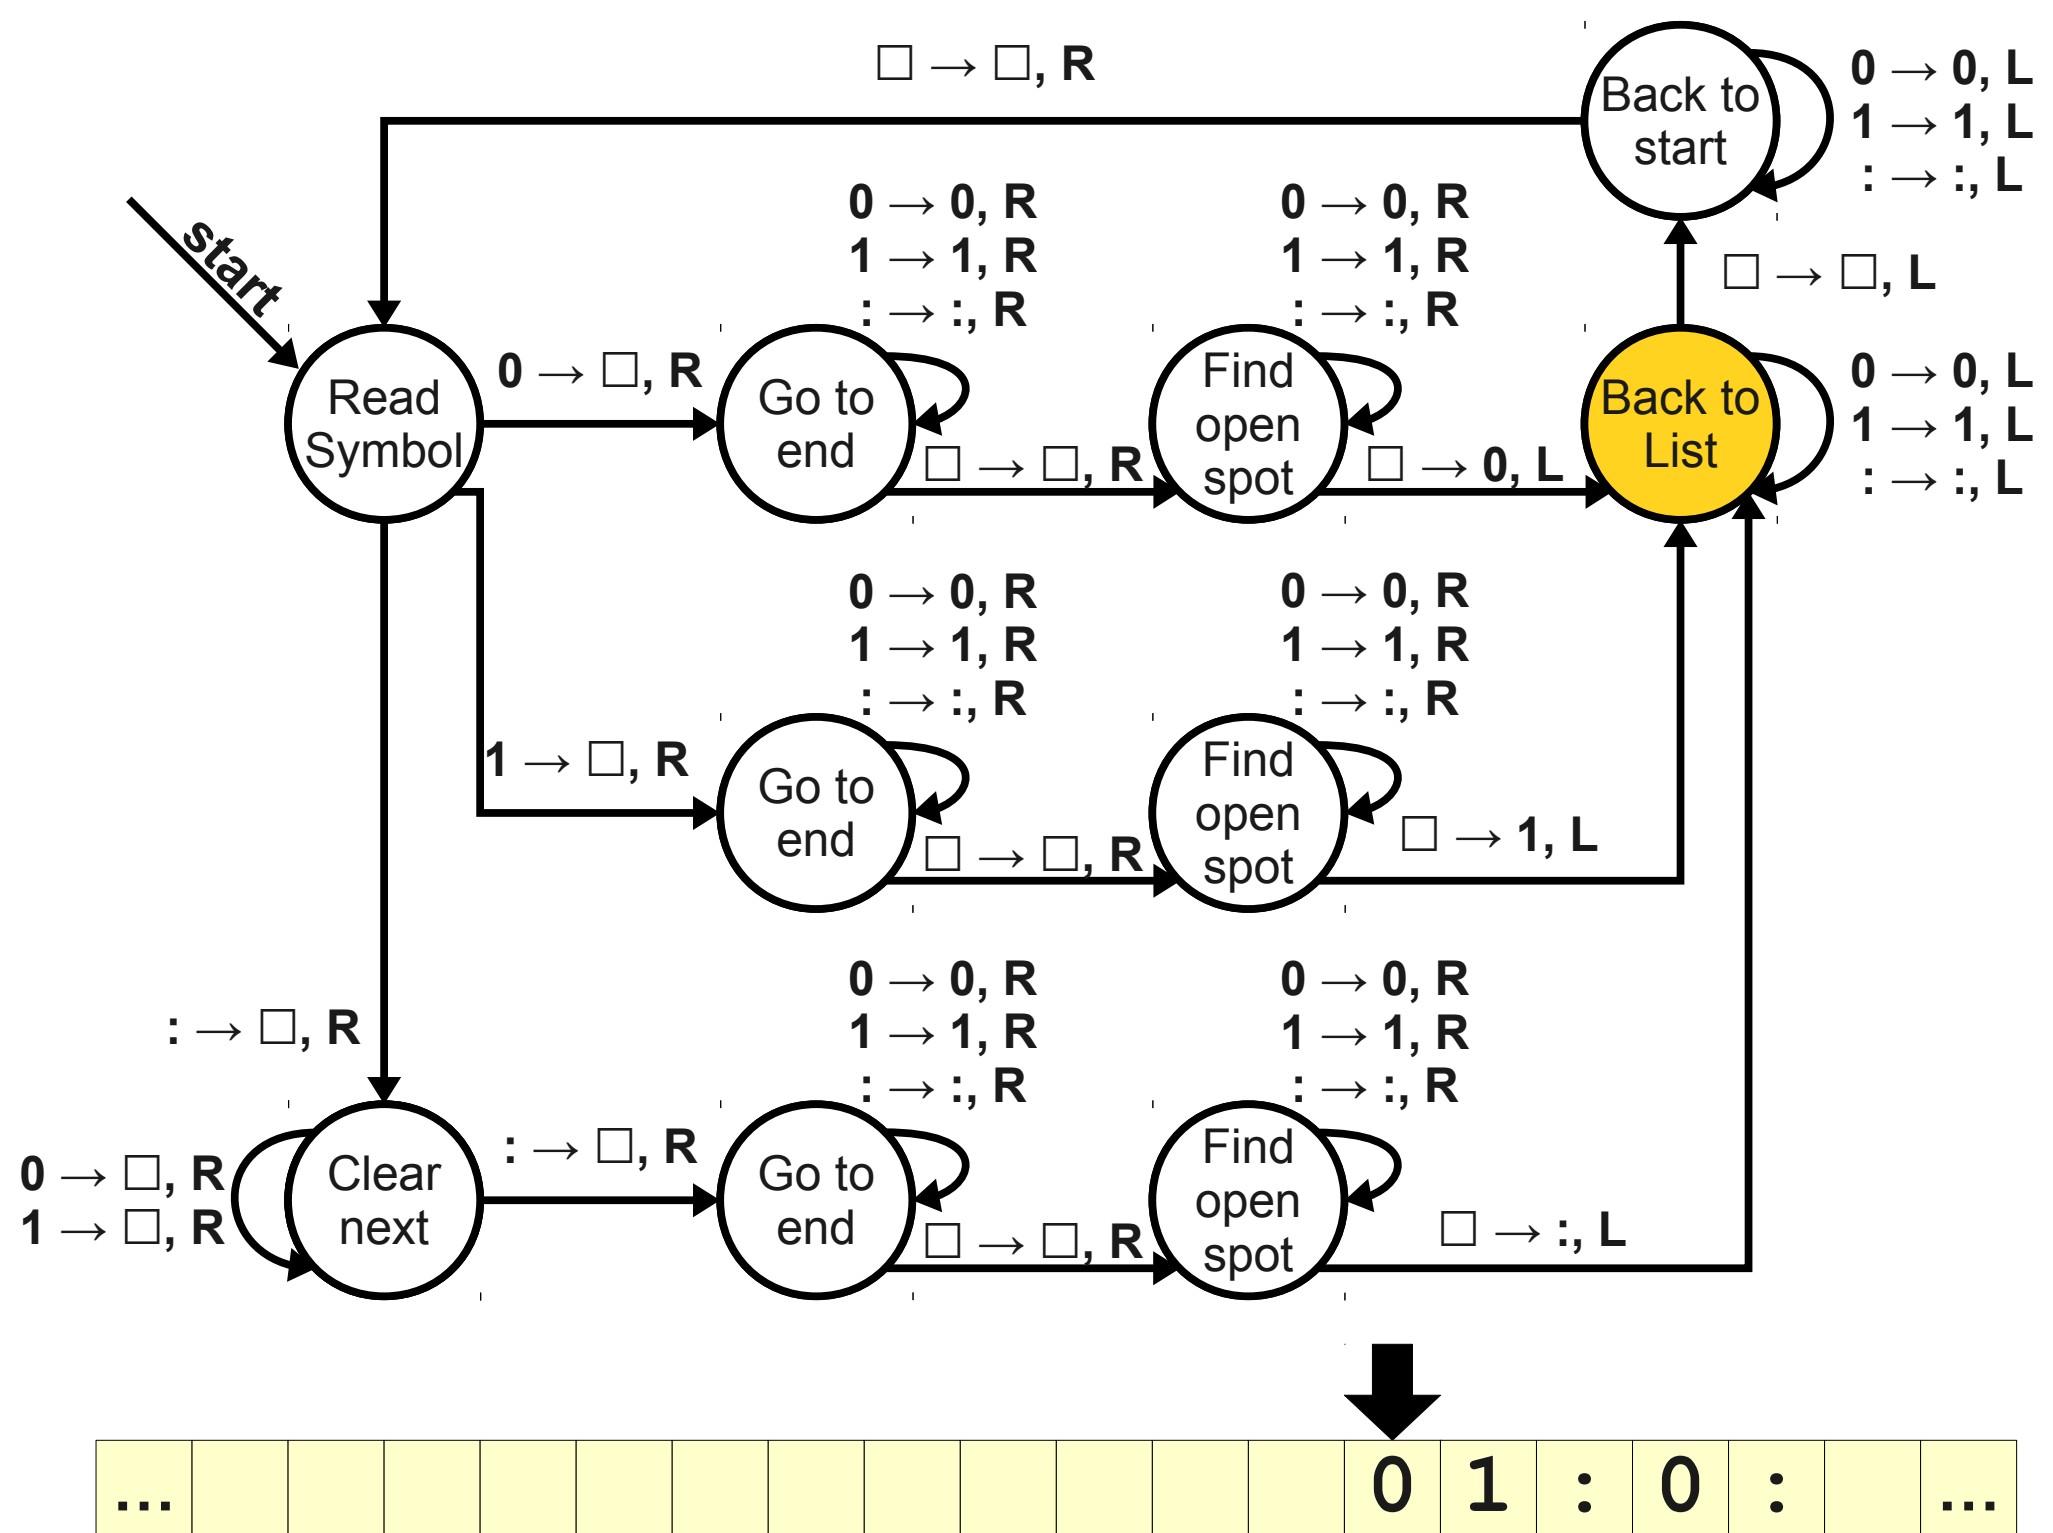 □ → □, R
Back to
start
0 → 0, L
1 → 1, L
: → :, L
□ → □, L
start
Read
Symbol
0 → □, R
0 → 0, R
1 → 1, R
: → :, R
Go to
end
□ → □, R
0 → 0, R
1 → 1, R
: → :, R
Find
open
spot
□ → 0, L
Back to
List
0 → 0, L
1 → 1, L
: → :, L
1 → □, R
0 → 0, R
1 → 1, R
: → :, R
Go to
end
□ → □, R
0 → 0, R
1 → 1, R
: → :, R
Find
open
spot
□ → 1, L
: → □, R
0 → □, R
1 → □, R
Clear
next
: → □, R
0 → 0, R
1 → 1, R
: → :, R
Go to
end
□ → □, R
0 → 0, R
1 → 1, R
: → :, R
Find
open
spot
□ → :, L
... 0 1 : 0 : ...